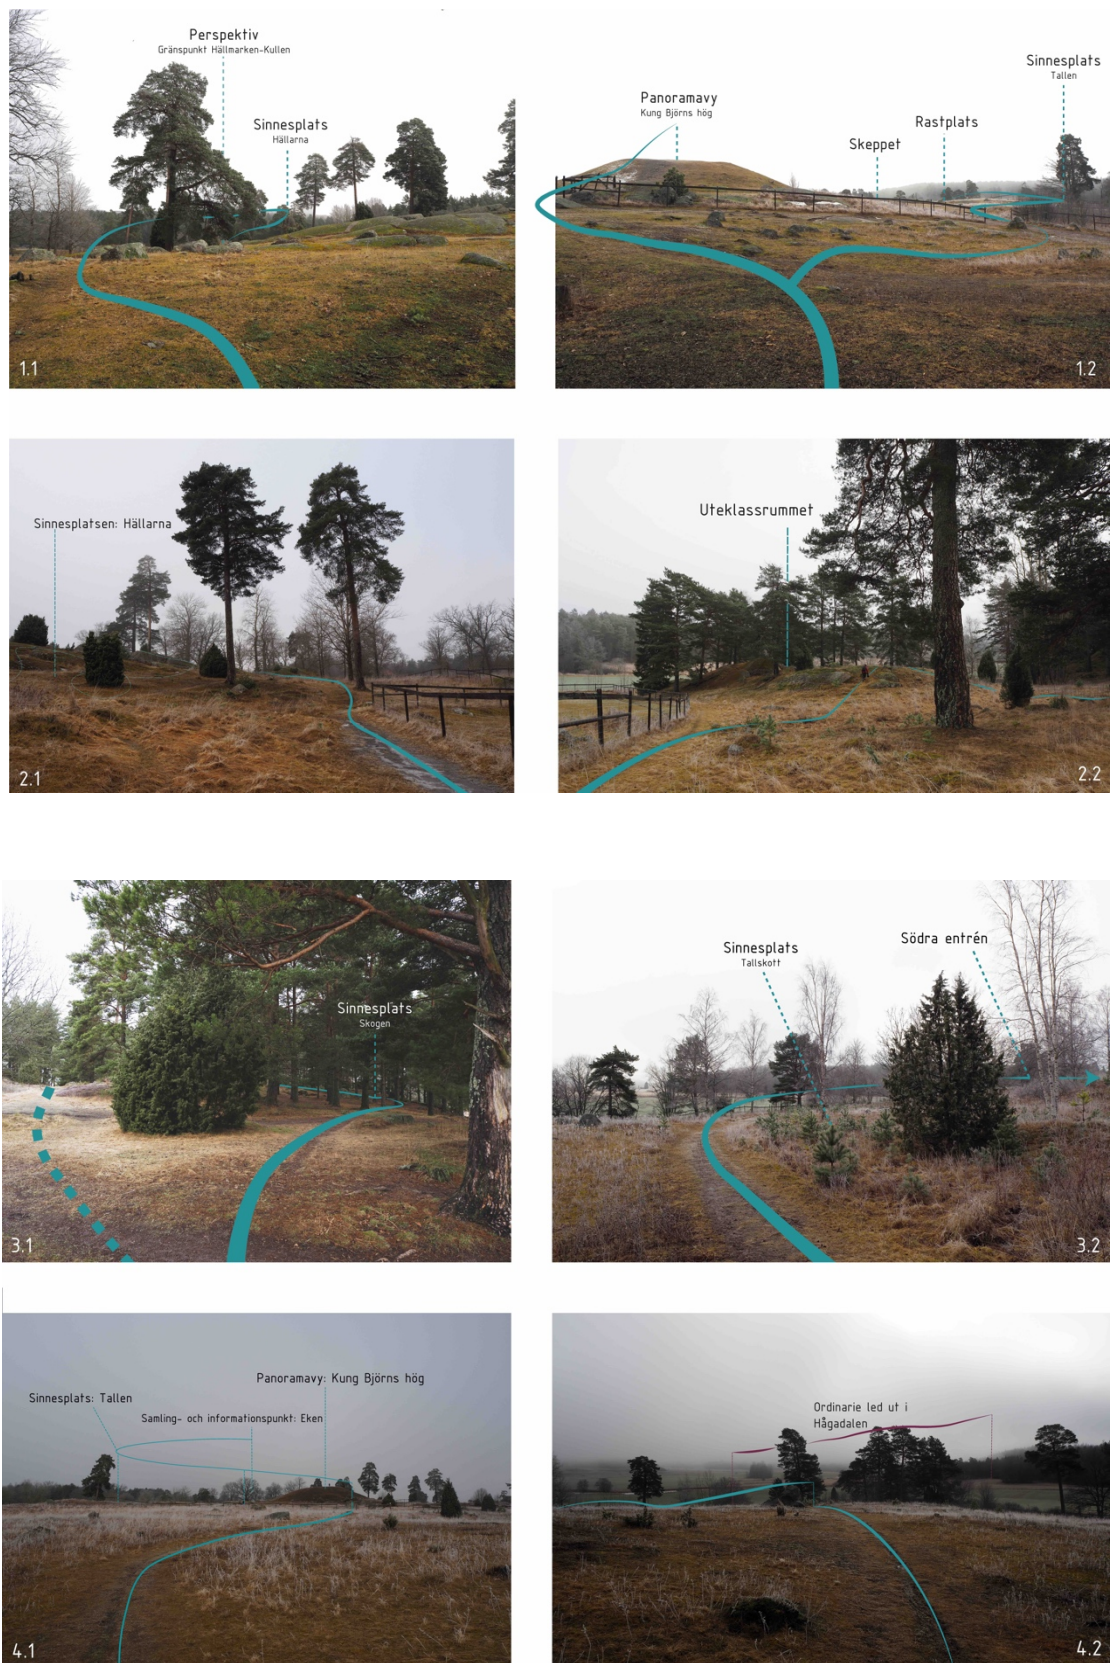 Perspektiv
Gränspunkt Hällmarken-Kullen
Sinnesplats
Hällarna
1.1
Sinnesplats
Tallen
Panoramavy
Kung Björns hög
Rastplats
Skeppet
1.2
Sinnesplatsen: Hällarna
2.1
Uteklassrummet
2.2
Sinnesplats
Skogen
3.1
Södra entrén
Sinnesplats
Tallskott
3.2
Panoramavy: Kung Björns hög
Sinnesplats: Tallen
Samling- och informationspunkt: Eken
4.1
Ordinarie led ut i
Hågadalen
4.2